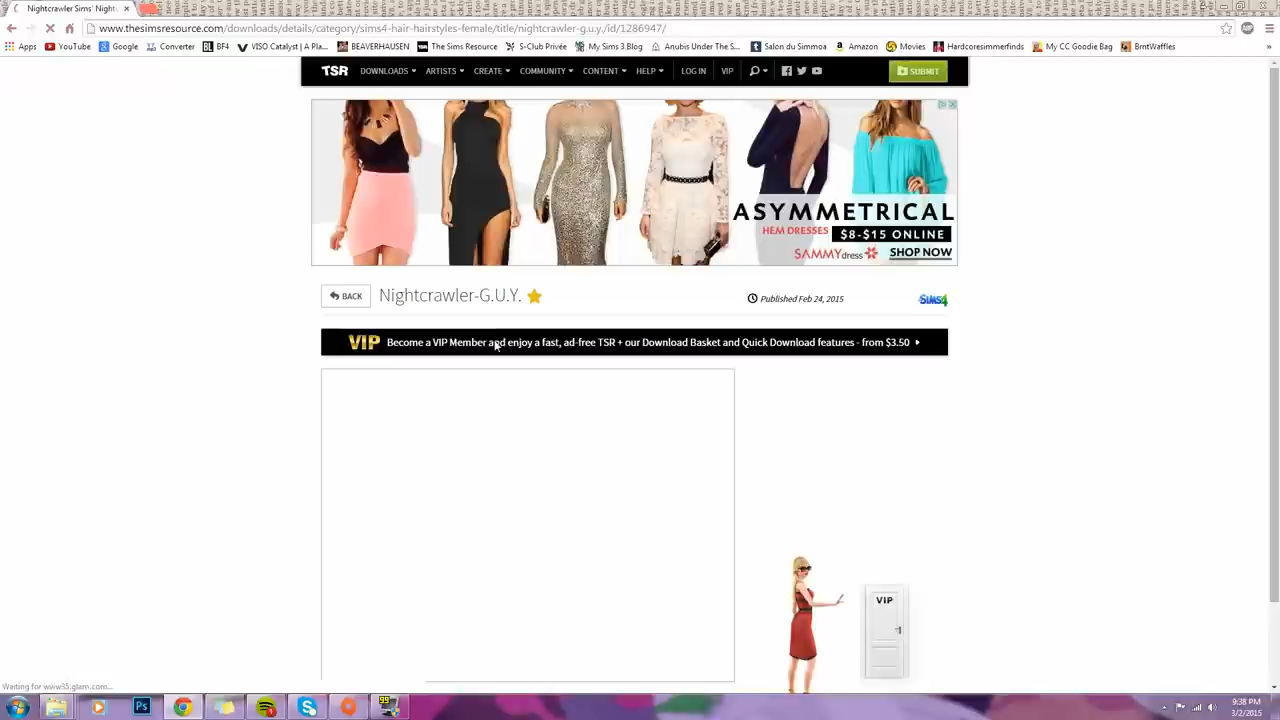 Nightcrawler Sims' Night
www.thesimsresource.com/downloads/details/category/sims4-hair-hairstyles-female/title/nightcrawler-g.u.y./id/1286947/
Apps YouTube Google Converter BF4 VISO Catalyst | A Pla... BEAVERHAUSEN The Sims Resource S-Club Privée My Sims 3 Blog Anubis Under The S... Salon du Simmoa Amazon Movies Hardcoresimmerfinds My CC Goodie Bag BrntWaffles
TSR DOWNLOADS ARTISTS CREATE COMMUNITY CONTENT HELP LOG IN VIP SUBMIT
ASYMMETRICAL
HEM DRESSES $8-$15 ONLINE
SAMMYdress SHOP NOW
BACK Nightcrawler-G.U.Y. Published Feb 24, 2015 SIMS4
VIP Become a VIP Member and enjoy a fast, ad-free TSR + our Download Basket and Quick Download features - from $3.50
VIP
Waiting for www35.glam.com...
Ps 99
9:38 PM
3/2/2015